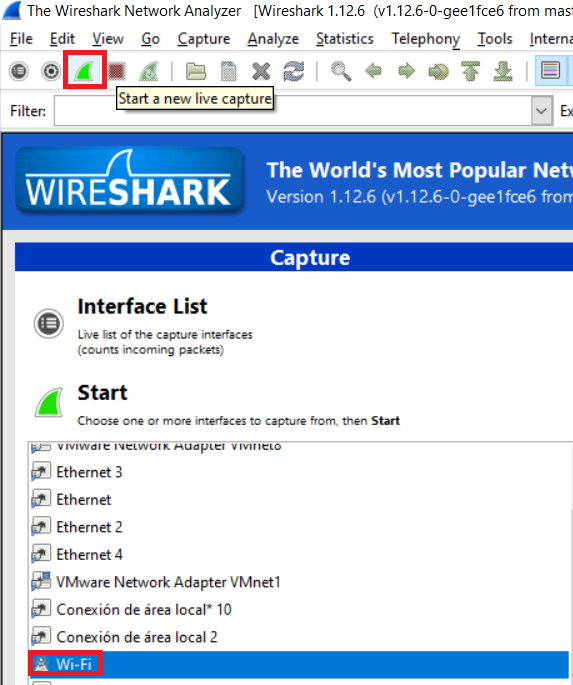 The Wireshark Network Analyzer [Wireshark 1.12.6 (v1.12.6-0-gee1fce6 from mast
File Edit View Go Capture Analyze Statistics Telephony Tools Interna
Start a new live capture
Filter: Ex
WIRESHARK
The World's Most Popular Netw
Version 1.12.6 (v1.12.6-0-gee1fce6 from
Capture
Interface List
Live list of the capture interfaces
(counts incoming packets)
Start
Choose one or more interfaces to capture from, then Start
VMware Network Adapter VMnet8
Ethernet 3
Ethernet
Ethernet 2
Ethernet 4
VMware Network Adapter VMnet1
Conexión de área local* 10
Conexión de área local 2
Wi-Fi